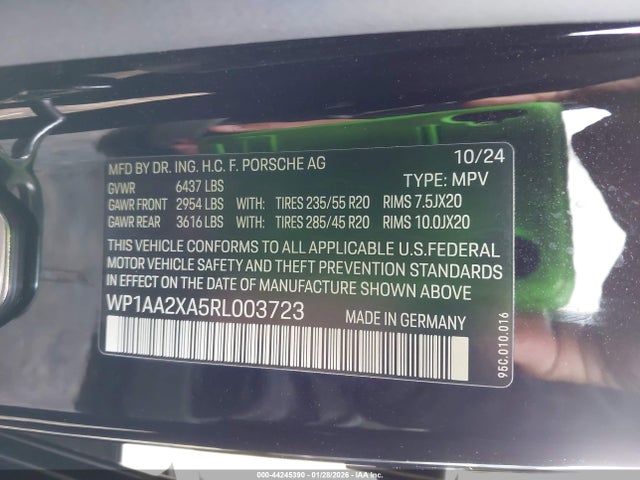 MFD BY DR. ING. H.C. F. PORSCHE AG 10/24
GVWR 6437 LBS TYPE: MPV
GAWR FRONT 2954 LBS WITH: TIRES 235/55 R20 RIMS 7.5JX20
GAWR REAR 3616 LBS WITH: TIRES 285/45 R20 RIMS 10.0JX20
THIS VEHICLE CONFORMS TO ALL APPLICABLE U.S.FEDERAL
MOTOR VEHICLE SAFETY AND THEFT PREVENTION STANDARDS
IN EFFECT ON THE DATE OF MANUFACTURE SHOWN ABOVE
WP1AA2XA5RL003723 MADE IN GERMANY
95C.010.016
000-44245390 | 01/28/2026 | Copart, IAA, Inc.